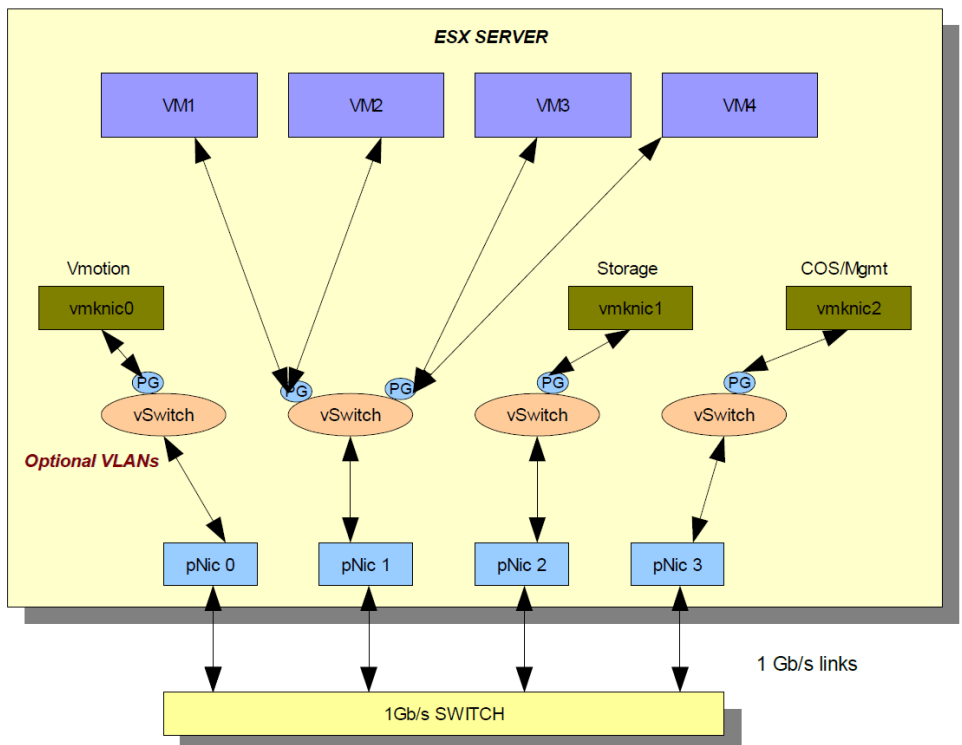 ESX SERVER
VM1
VM2
VM3
VM4
Vmotion
Storage
COS/Mgmt
vmknic0
vmknic1
vmknic2
PG
PG
PG
PG
PG
vSwitch
vSwitch
vSwitch
vSwitch
Optional VLANs
pNic 0
pNic 1
pNic 2
pNic 3
1 Gb/s links
1Gb/s SWITCH